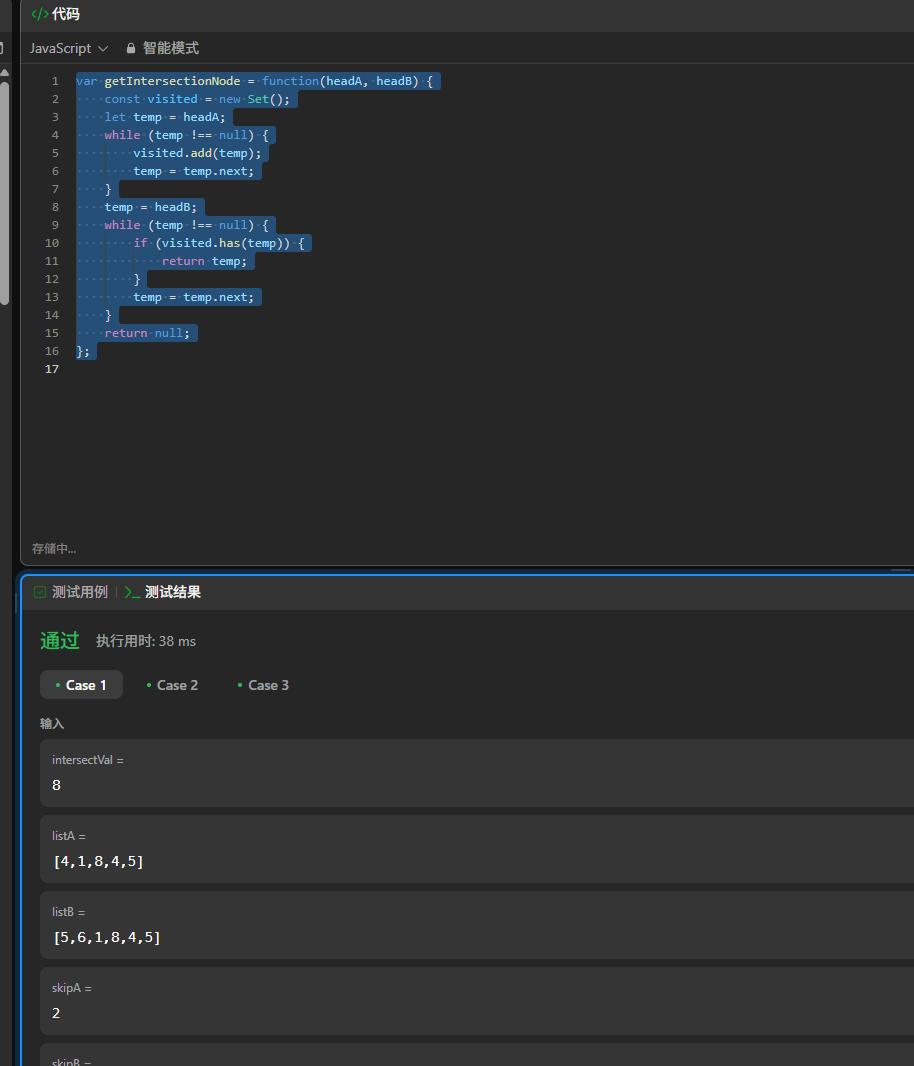 </> 代码
JavaScript 智能模式
1 var getIntersectionNode = function(headA, headB) {
2     const visited = new Set();
3     let temp = headA;
4     while (temp !== null) {
5         visited.add(temp);
6         temp = temp.next;
7     }
8     temp = headB;
9     while (temp !== null) {
10         if (visited.has(temp)) {
11             return temp;
12         }
13         temp = temp.next;
14     }
15     return null;
16 };
17
存储中...
测试用例 | >_ 测试结果
通过 执行用时: 38 ms
• Case 1 • Case 2 • Case 3
输入
intersectVal =
8
listA =
[4,1,8,4,5]
listB =
[5,6,1,8,4,5]
skipA =
2
skipB =